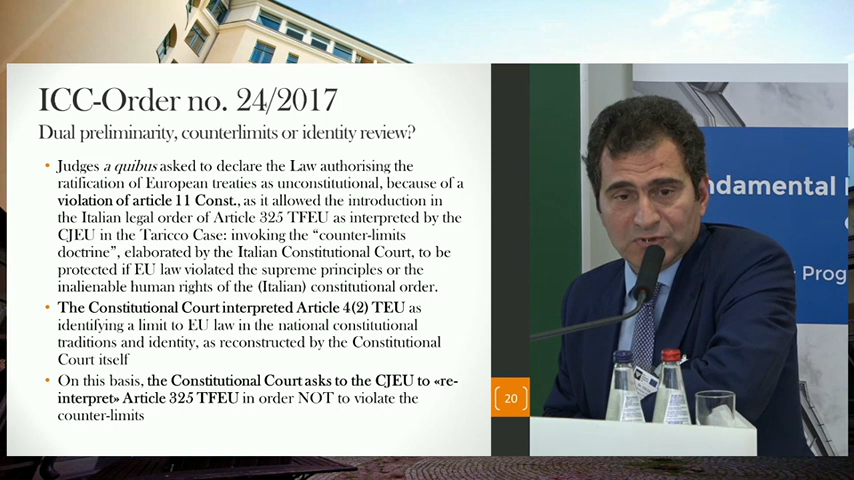 ICC-Order no. 24/2017
Dual preliminarity, counterlimits or identity review?
• Judges a quibus asked to declare the Law authorising the
ratification of European treaties as unconstitutional, because of a
violation of article 11 Const., as it allowed the introduction in
the Italian legal order of Article 325 TFEU as interpreted by the
CJEU in the Taricco Case: invoking the “counter-limits
doctrine”, elaborated by the Italian Constitutional Court, to be
protected if EU law violated the supreme principles or the
inalienable human rights of the (Italian) constitutional order.
• The Constitutional Court interpreted Article 4(2) TEU as
identifying a limit to EU law in the national constitutional
traditions and identity, as reconstructed by the Constitutional
Court itself
• On this basis, the Constitutional Court asks to the CJEU to «re-
interpret» Article 325 TFEU in order NOT to violate the
counter-limits
20
ndamental
Prog